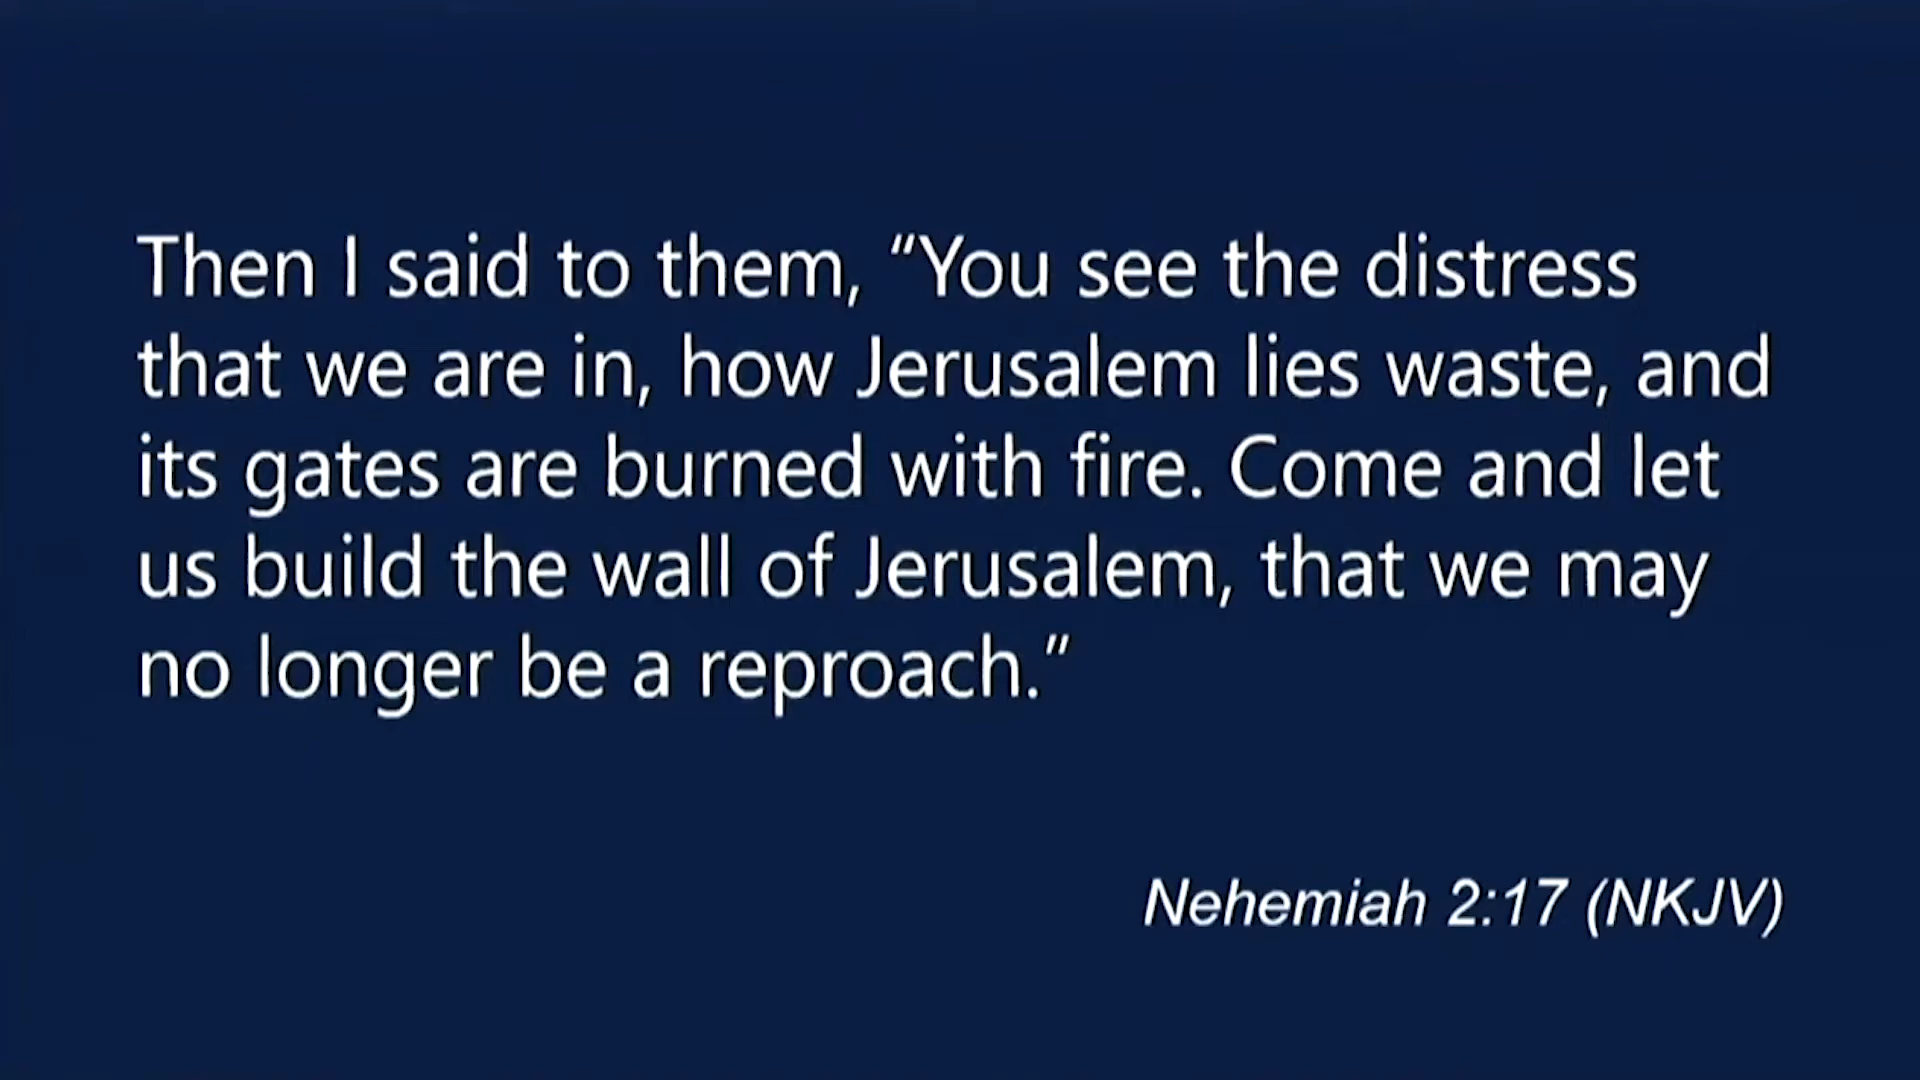 Then I said to them, “You see the distress
that we are in, how Jerusalem lies waste, and
its gates are burned with fire. Come and let
us build the wall of Jerusalem, that we may
no longer be a reproach.”
Nehemiah 2:17 (NKJV)